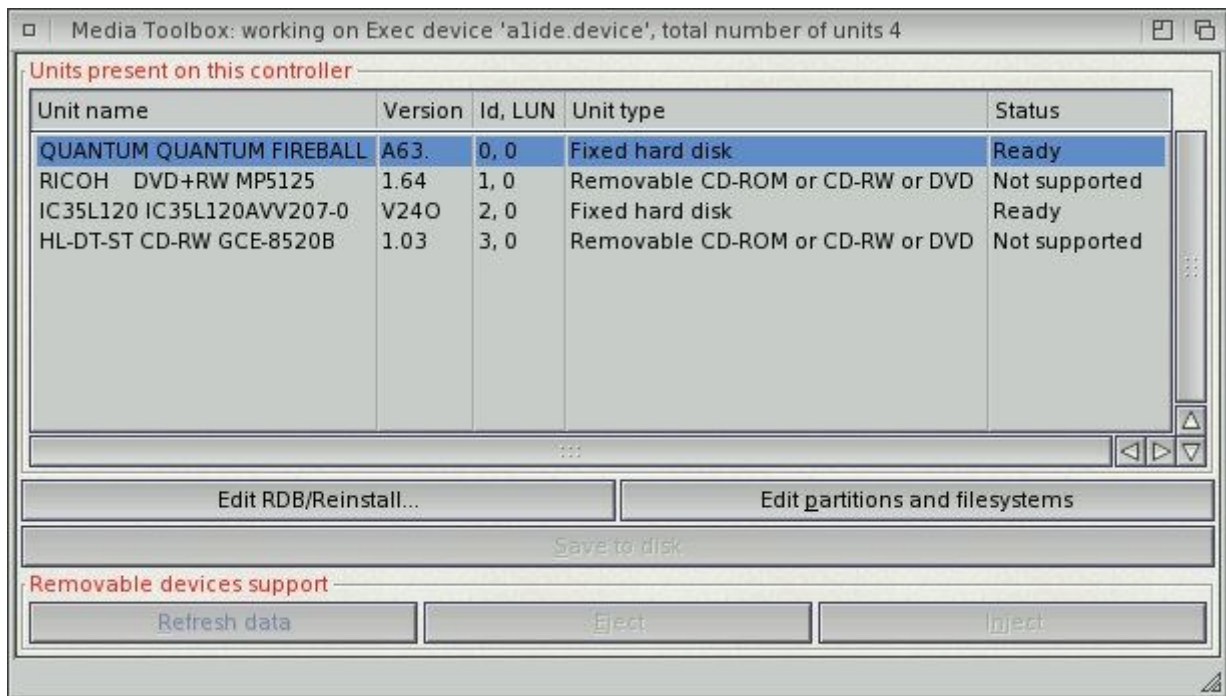 Media Toolbox: working on Exec device 'a1ide.device', total number of units 4
Units present on this controller
Unit name Version Id, LUN Unit type Status
QUANTUM QUANTUM FIREBALL A63. 0, 0 Fixed hard disk Ready
RICOH DVD+RW MP5125 1.64 1, 0 Removable CD-ROM or CD-RW or DVD Not supported
IC35L120 IC35L120AVV207-0 V24O 2, 0 Fixed hard disk Ready
HL-DT-ST CD-RW GCE-8520B 1.03 3, 0 Removable CD-ROM or CD-RW or DVD Not supported
Edit RDB/Reinstall... Edit partitions and filesystems
Save to disk
Removable devices support
Refresh data Eject Inject